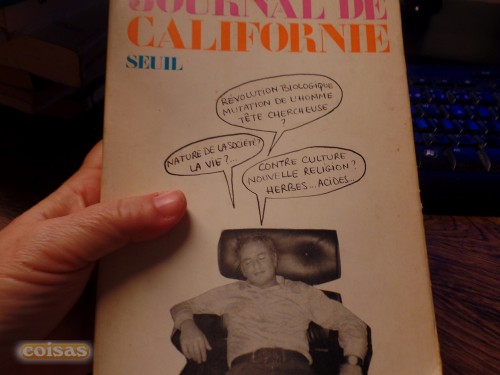 JOURNAL DE
CALIFORNIE
SEUIL
RÉVOLUTION BIOLOGIQUE
MUTATION DE L'HOMME
TÊTE CHERCHEUSE
?
NATURE DE LA SOCIÉTÉ ?
LA VIE ?...
CONTRE CULTURE
NOUVELLE RELIGION ?
HERBES.... ACIDES...
coisas